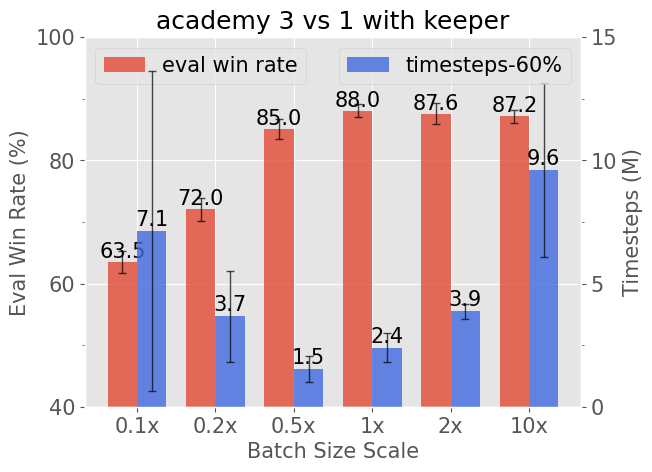 academy 3 vs 1 with keeper
eval win rate
timesteps-60%
Eval Win Rate (%)
100
80
60
40
63.5
7.1
72.0
3.7
85.0
1.5
88.0
2.4
87.6
3.9
87.2
9.6
15
10
5
0
Timesteps (M)
0.1x 0.2x 0.5x 1x 2x 10x
Batch Size Scale